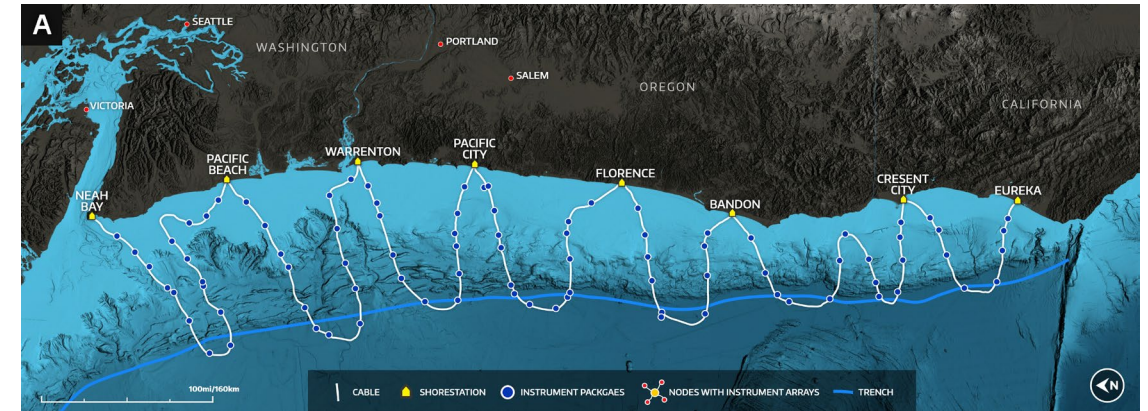 A
SEATTLE
WASHINGTON
PORTLAND
SALEM
OREGON
CALIFORNIA
VICTORIA
NEAH
BAY
PACIFIC
BEACH
WARRENTON
PACIFIC
CITY
FLORENCE
BANDON
CRESENT
CITY
EUREKA
100mi/160km
CABLE
SHORESTATION
INSTRUMENT PACKGAES
NODES WITH INSTRUMENT ARRAYS
TRENCH
N